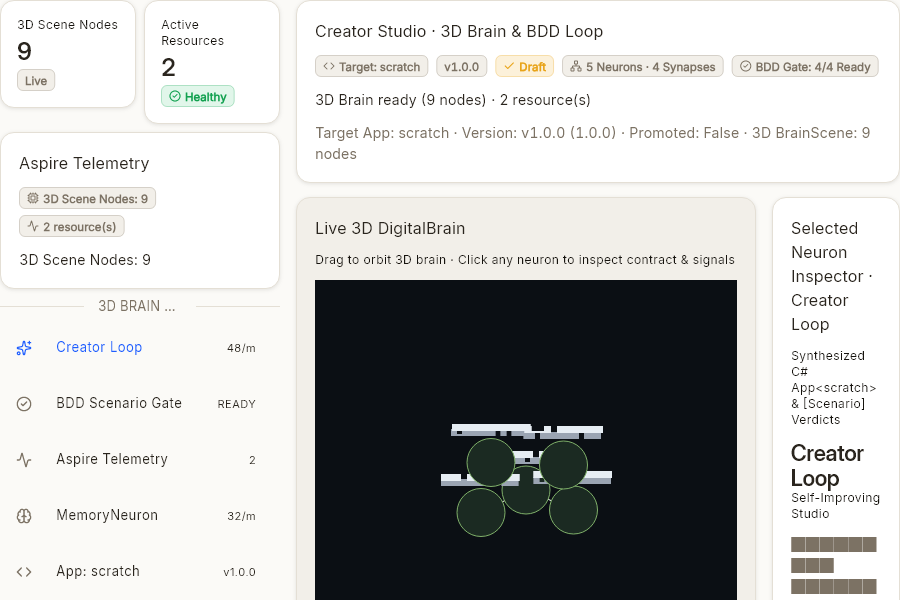 3D Scene Nodes
9
Live
Active
Resources
2
Healthy
Aspire Telemetry
3D Scene Nodes: 9
2 resource(s)
3D Scene Nodes: 9
3D BRAIN ...
Creator Loop 48/m
BDD Scenario Gate READY
Aspire Telemetry 2
MemoryNeuron 32/m
App: scratch v1.0.0
Creator Studio · 3D Brain & BDD Loop
Target: scratch v1.0.0 Draft 5 Neurons · 4 Synapses BDD Gate: 4/4 Ready
3D Brain ready (9 nodes) · 2 resource(s)
Target App: scratch · Version: v1.0.0 (1.0.0) · Promoted: False · 3D BrainScene: 9
nodes
Live 3D DigitalBrain
Drag to orbit 3D brain · Click any neuron to inspect contract & signals
Selected
Neuron
Inspector ·
Creator
Loop
Synthesized
C#
App<scratch>
& [Scenario]
Verdicts
Creator
Loop
Self-Improving
Studio